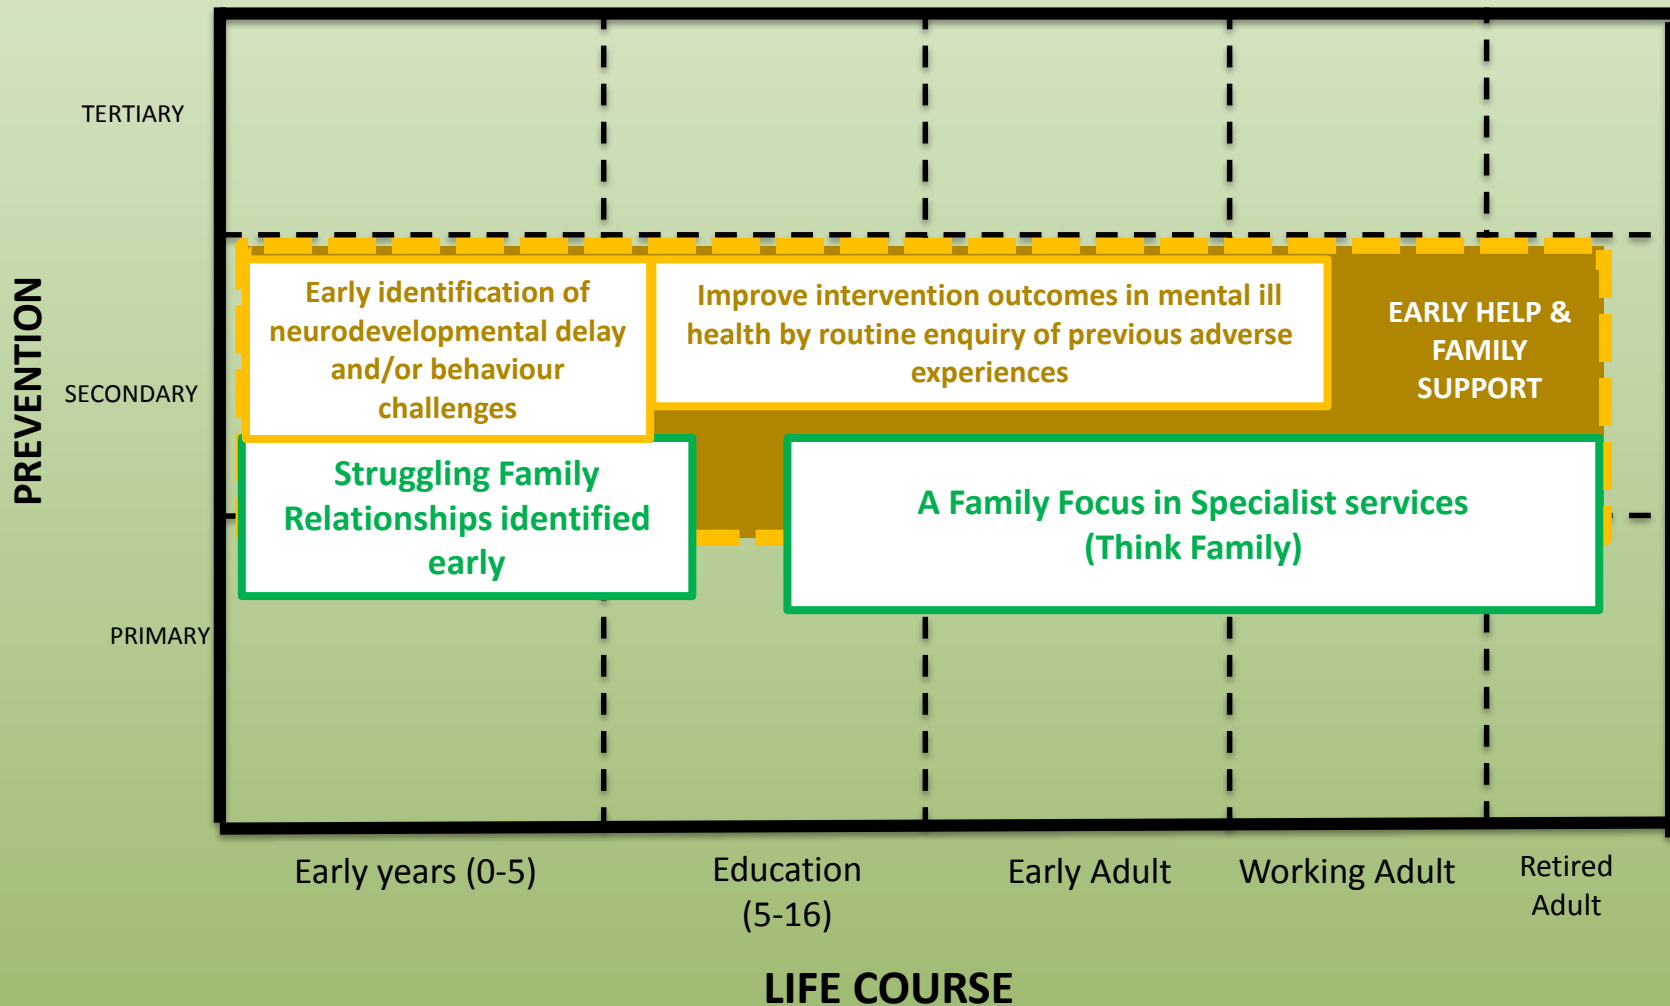 TERTIARY
PREVENTION
SECONDARY
PRIMARY
Early identification of
neurodevelopmental delay
and/or behaviour
challenges
Improve intervention outcomes in mental ill
health by routine enquiry of previous adverse
experiences
EARLY HELP &
FAMILY
SUPPORT
Struggling Family
Relationships identified
early
A Family Focus in Specialist services
(Think Family)
Early years (0-5)
Education
(5-16)
Early Adult
Working Adult
Retired
Adult
LIFE COURSE